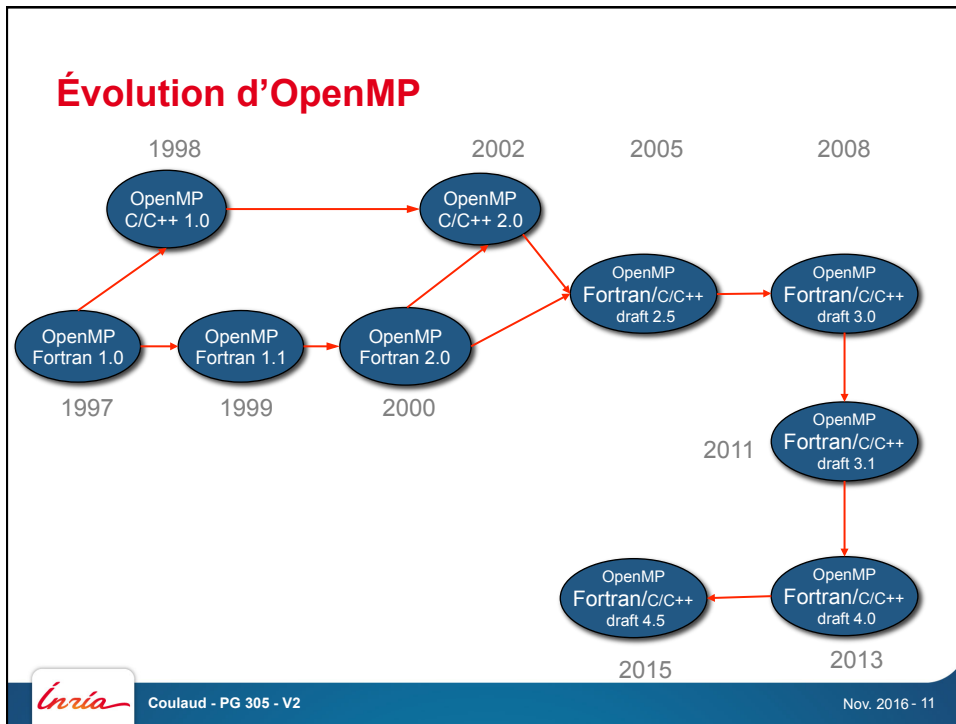 Évolution d'OpenMP
1998
2002
2005
2008
OpenMP
C/C++ 1.0
OpenMP
C/C++ 2.0
OpenMP
Fortran/C/C++
draft 2.5
OpenMP
Fortran/C/C++
draft 3.0
OpenMP
Fortran 1.0
OpenMP
Fortran 1.1
OpenMP
Fortran 2.0
1997
1999
2000
2011
OpenMP
Fortran/C/C++
draft 3.1
OpenMP
Fortran/C/C++
draft 4.5
OpenMP
Fortran/C/C++
draft 4.0
2015
2013
Inría
Coulaud - PG 305 - V2
Nov. 2016 - 11